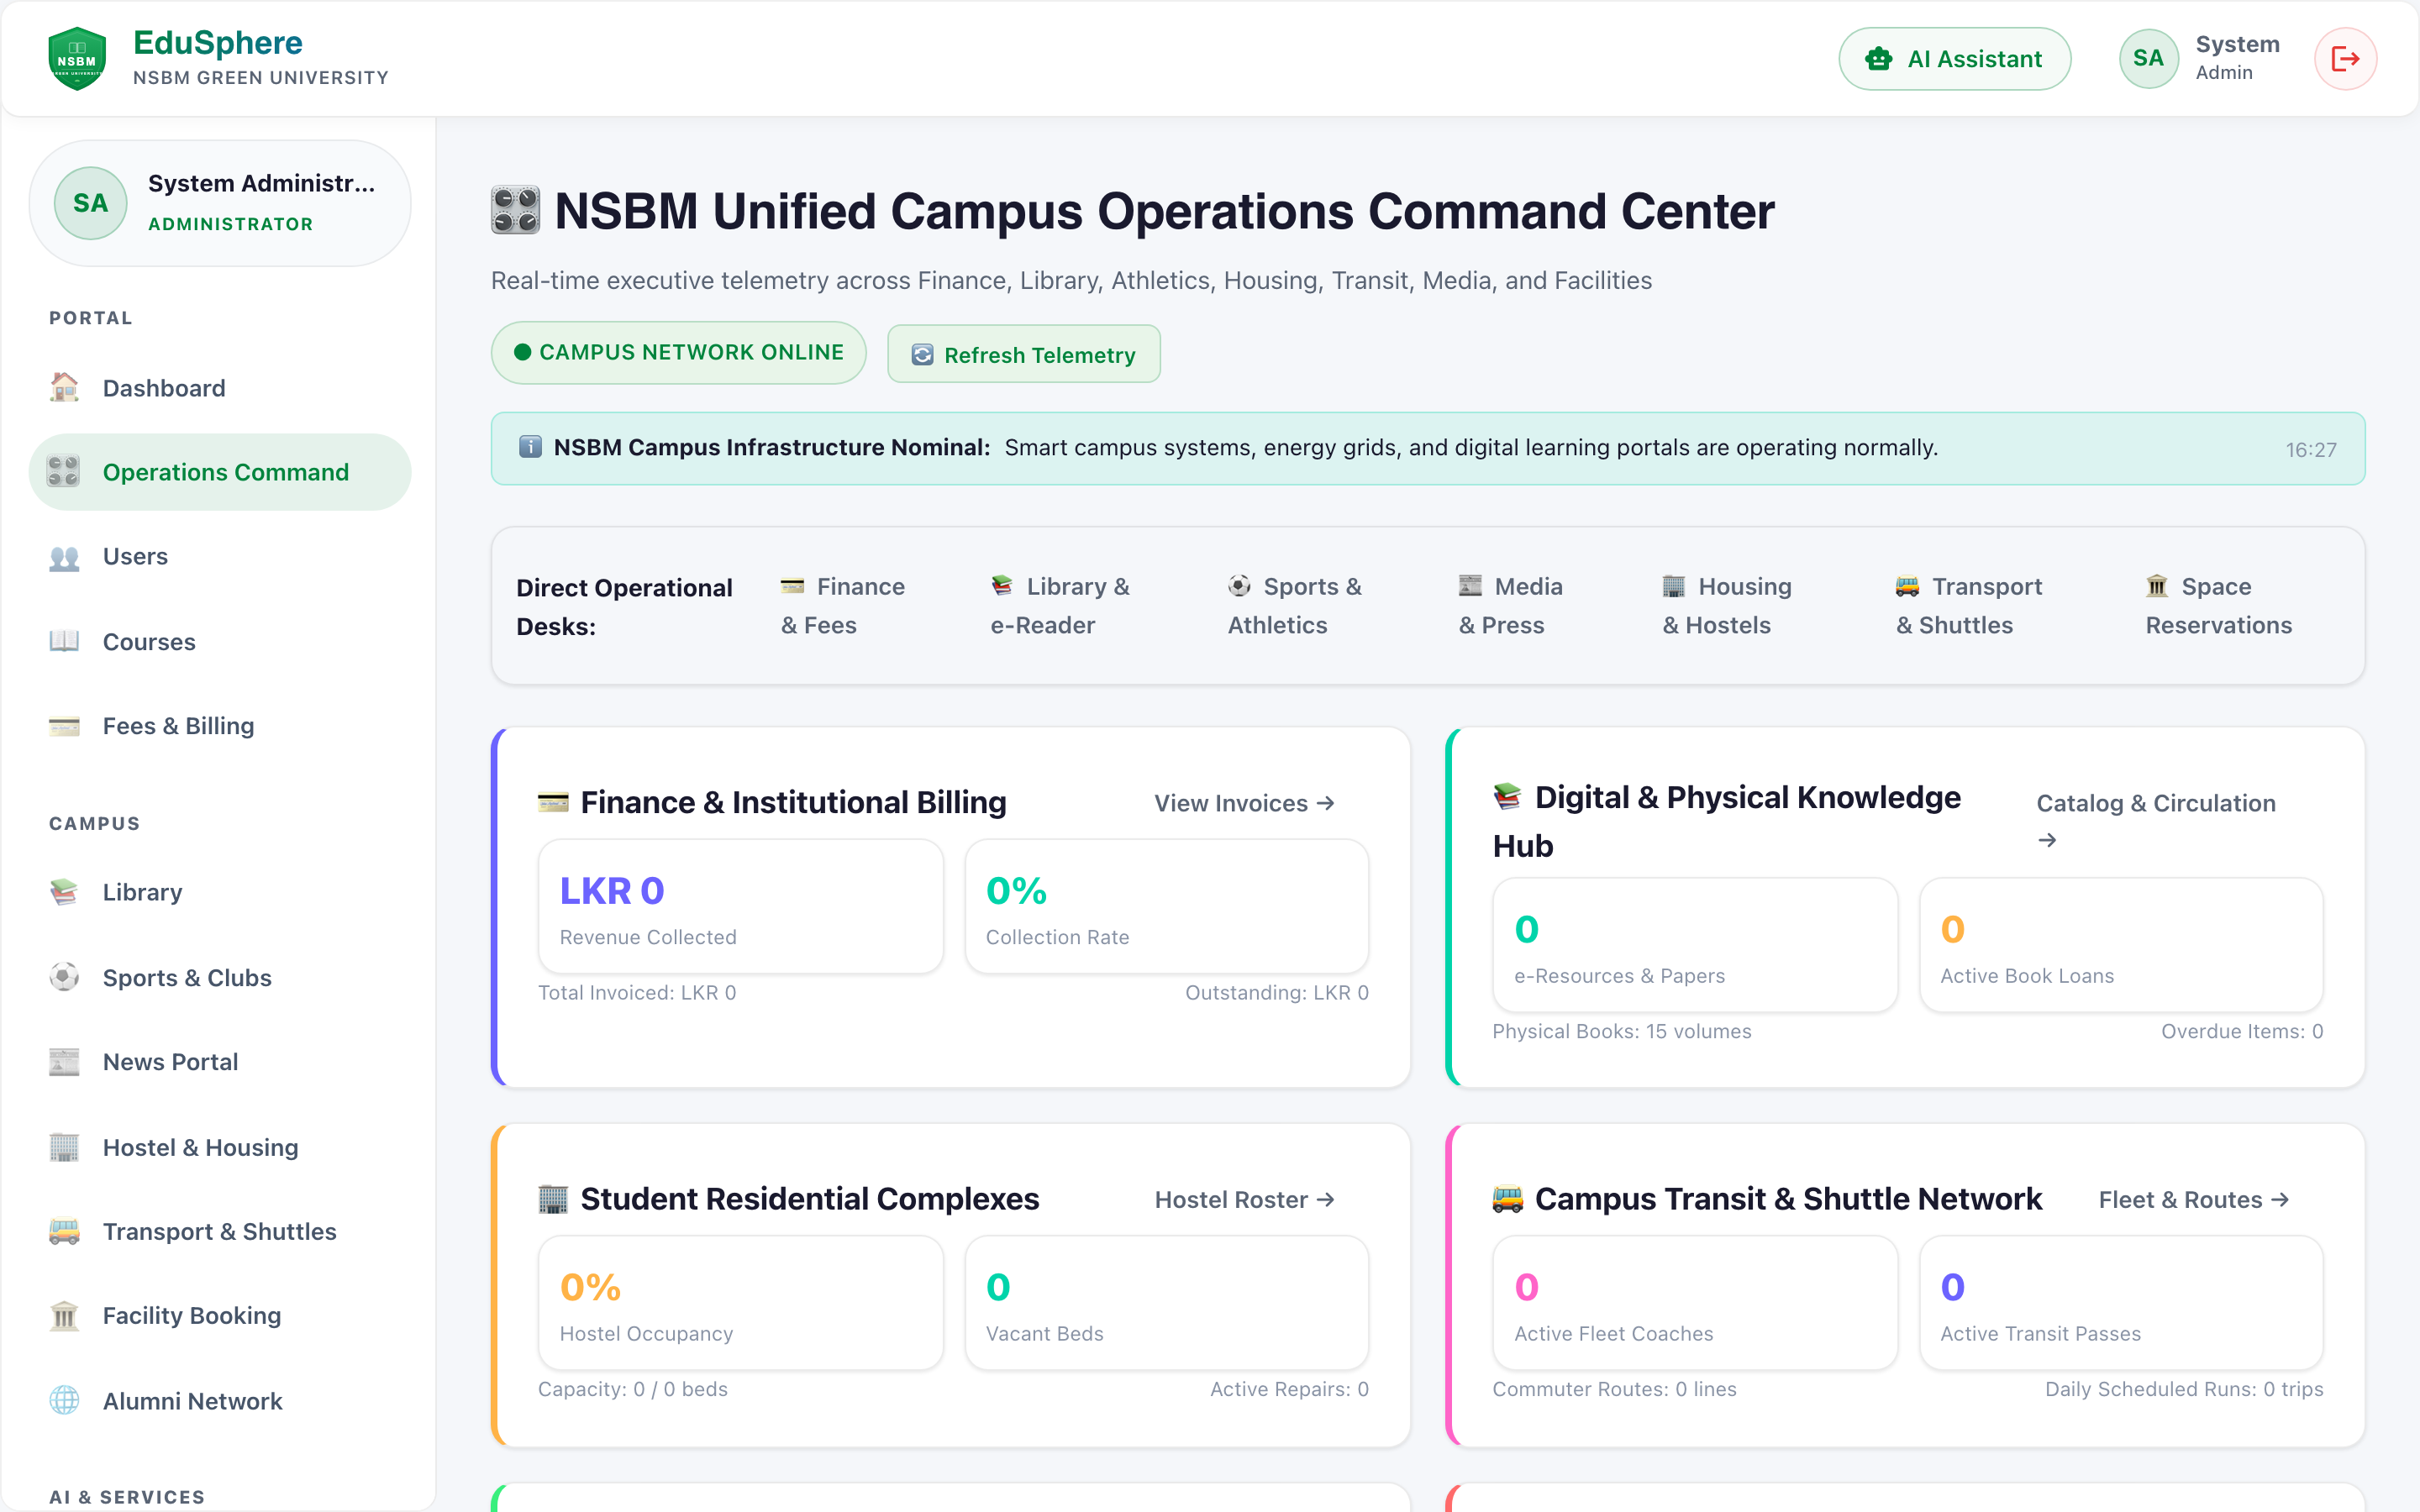 NSBM
GREEN UNIVERSITY
EduSphere
NSBM GREEN UNIVERSITY
AI Assistant
SA
System
Admin
SA
System Administr...
ADMINISTRATOR
PORTAL
Dashboard
Operations Command
Users
Courses
Fees & Billing
CAMPUS
Library
Sports & Clubs
News Portal
Hostel & Housing
Transport & Shuttles
Facility Booking
Alumni Network
AI & SERVICES
NSBM Unified Campus Operations Command Center
Real-time executive telemetry across Finance, Library, Athletics, Housing, Transit, Media, and Facilities
CAMPUS NETWORK ONLINE
Refresh Telemetry
NSBM Campus Infrastructure Nominal: Smart campus systems, energy grids, and digital learning portals are operating normally.
16:27
Direct Operational
Desks:
Finance
& Fees
Library &
e-Reader
Sports &
Athletics
Media
& Press
Housing
& Hostels
Transport
& Shuttles
Space
Reservations
Finance & Institutional Billing
View Invoices →
LKR 0
Revenue Collected
0%
Collection Rate
Total Invoiced: LKR 0
Outstanding: LKR 0
Digital & Physical Knowledge
Hub
Catalog & Circulation
→
0
e-Resources & Papers
0
Active Book Loans
Physical Books: 15 volumes
Overdue Items: 0
Student Residential Complexes
Hostel Roster →
0%
Hostel Occupancy
0
Vacant Beds
Capacity: 0 / 0 beds
Active Repairs: 0
Campus Transit & Shuttle Network
Fleet & Routes →
0
Active Fleet Coaches
0
Active Transit Passes
Commuter Routes: 0 lines
Daily Scheduled Runs: 0 trips